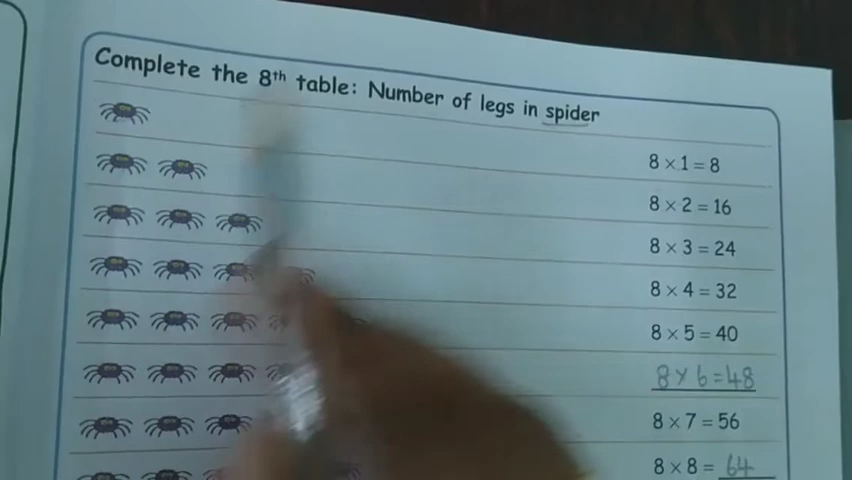 Complete the 8th table: Number of legs in spider
8 × 1 = 8
8 × 2 = 16
8 × 3 = 24
8 × 4 = 32
8 × 5 = 40
8 × 6 = 48
8 × 7 = 56
8 × 8 = 64